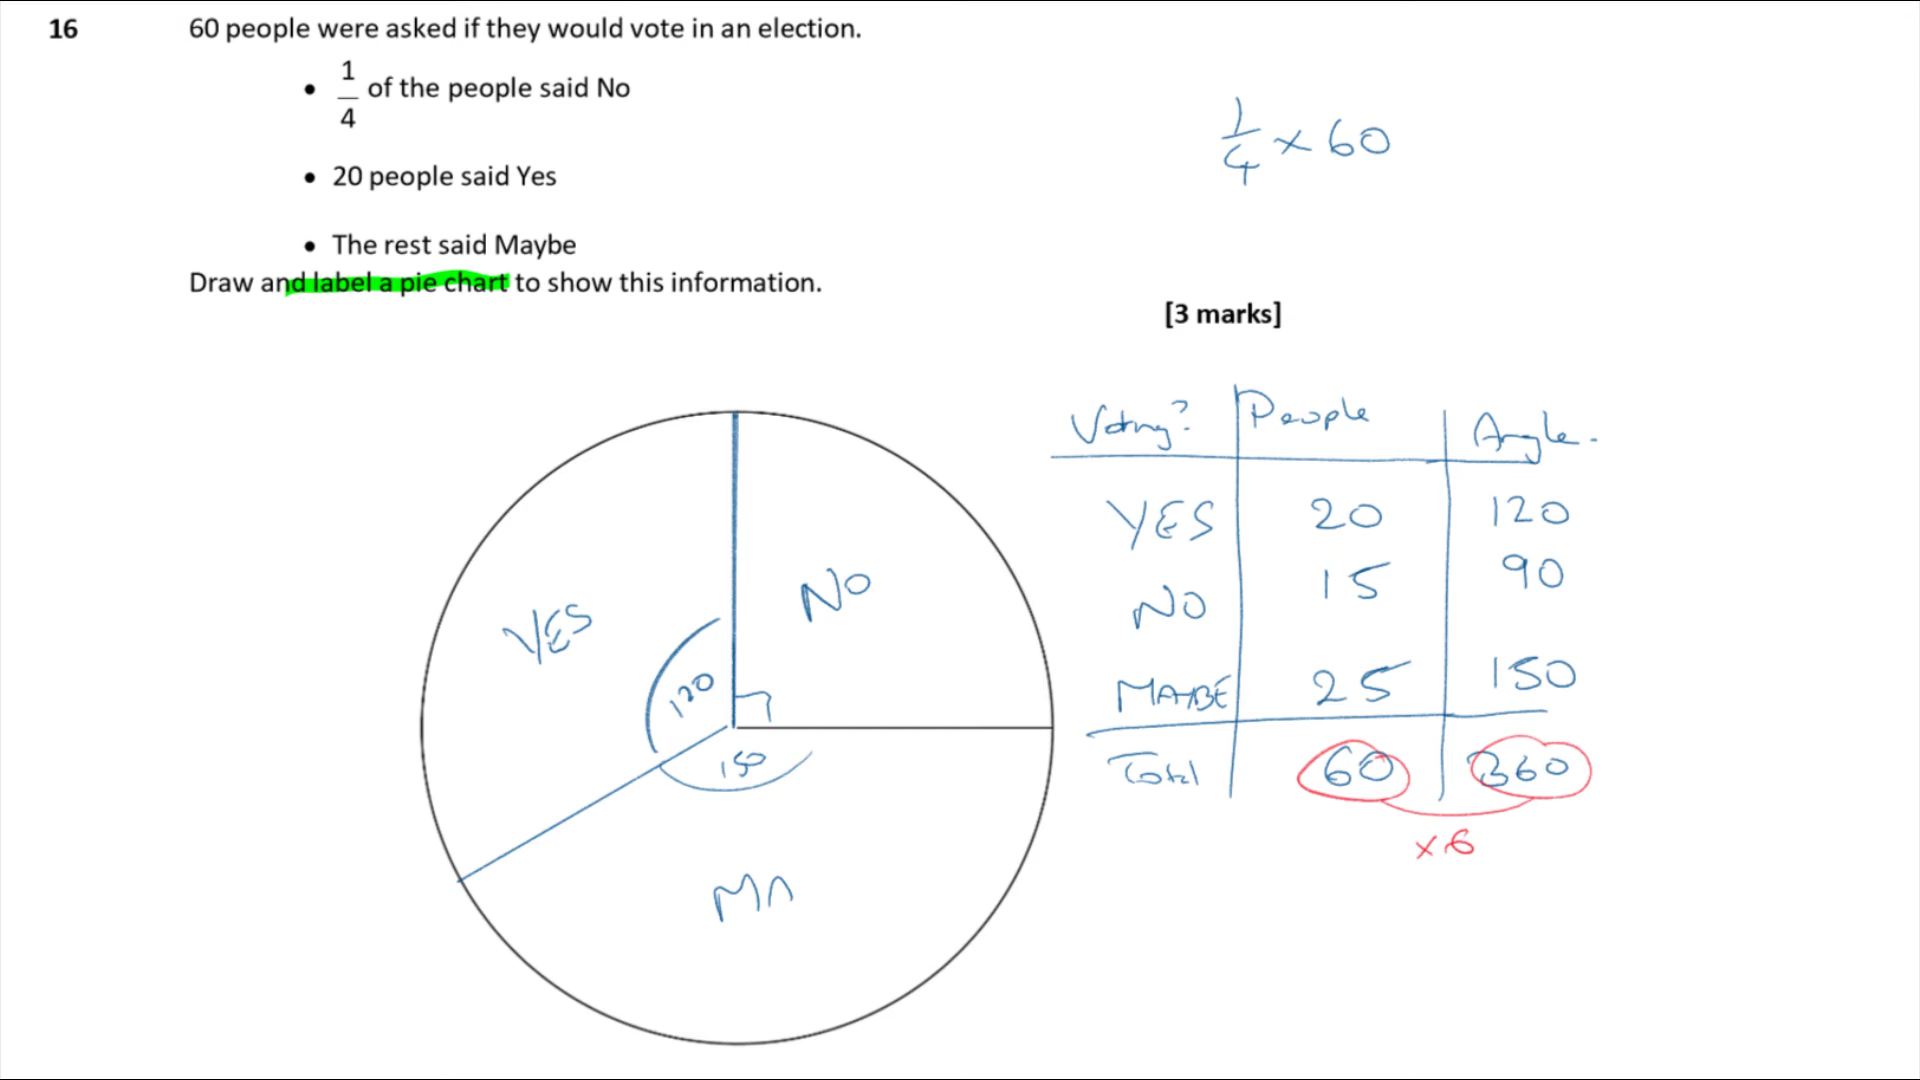 16 60 people were asked if they would vote in an election.
• 1/4 of the people said No
1/4 × 60
• 20 people said Yes
• The rest said Maybe
Draw and label a pie chart to show this information.
[3 marks]
Voting? People Angle.
YES 20 120
NO 15 90
MAYBE 25 150
Total 60 360
×6
NO
YES
120
150
MA